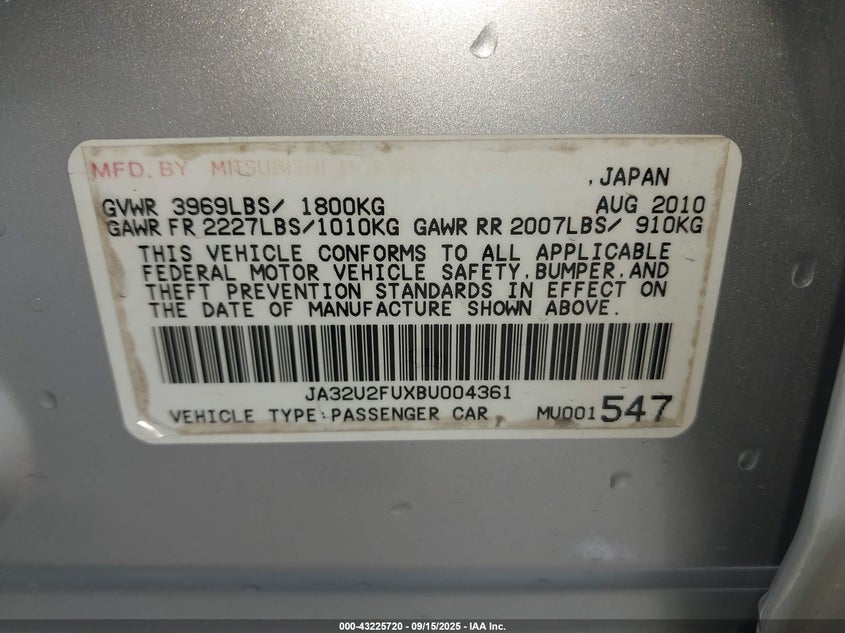 MFD. BY MITSUBISHI
, JAPAN
GVWR 3969LBS/ 1800KG AUG 2010
GAWR FR 2227LBS/1010KG GAWR RR 2007LBS/ 910KG
THIS VEHICLE CONFORMS TO ALL APPLICABLE
FEDERAL MOTOR VEHICLE SAFETY, BUMPER, AND
THEFT PREVENTION STANDARDS IN EFFECT ON
THE DATE OF MANUFACTURE SHOWN ABOVE.
JA32U2FUXBU004361
VEHICLE TYPE:PASSENGER CAR, MU001547
000-43225720 - 09/15/2025 - IAA Inc.